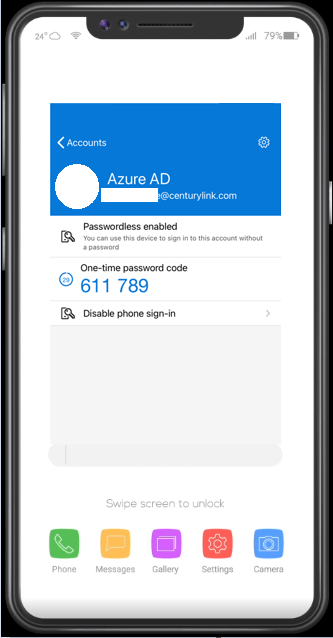 24°
79%
Accounts
Azure AD
e@centurylink.com
Passwordless enabled
You can use this device to sign in to this account without
a password
One-time password code
29
611 789
Disable phone sign-in
Swipe screen to unlock
Phone Messages Gallery Settings Camera